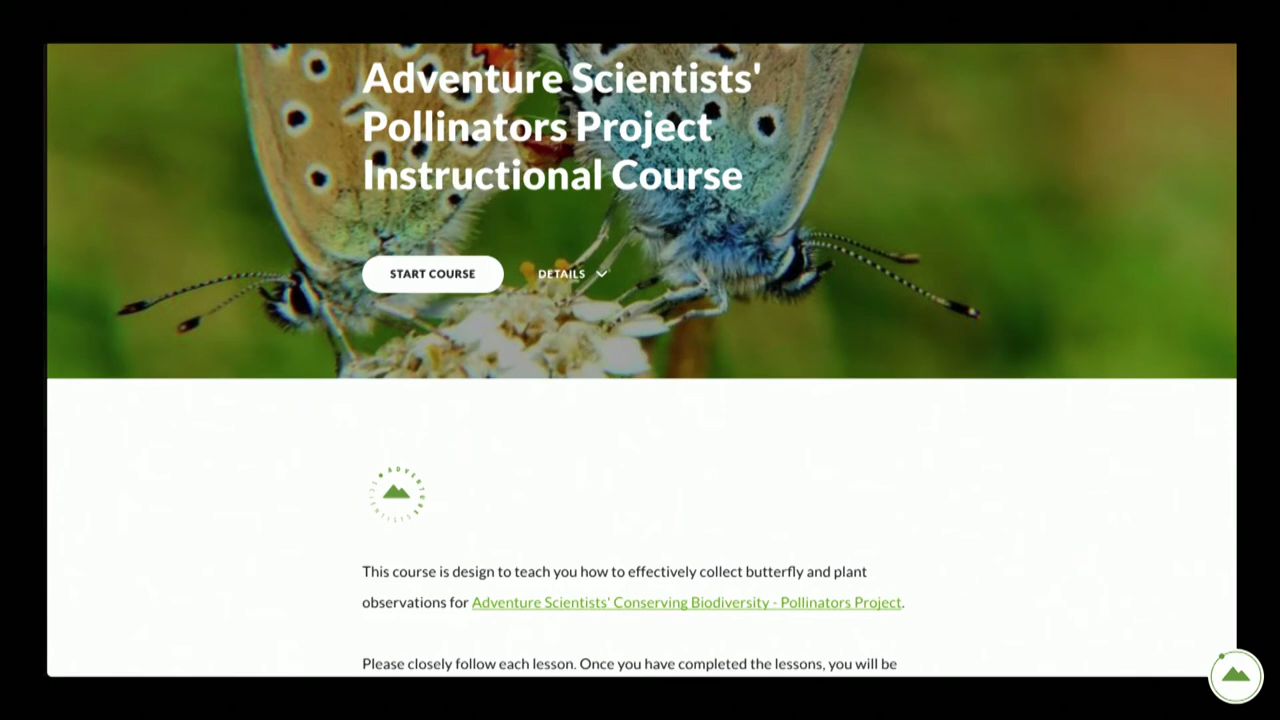 Adventure Scientists'
Pollinators Project
Instructional Course
START COURSE DETAILS
ADVENTURE SCIENTISTS
This course is design to teach you how to effectively collect butterfly and plant
observations for Adventure Scientists' Conserving Biodiversity - Pollinators Project.
Please closely follow each lesson. Once you have completed the lessons, you will be